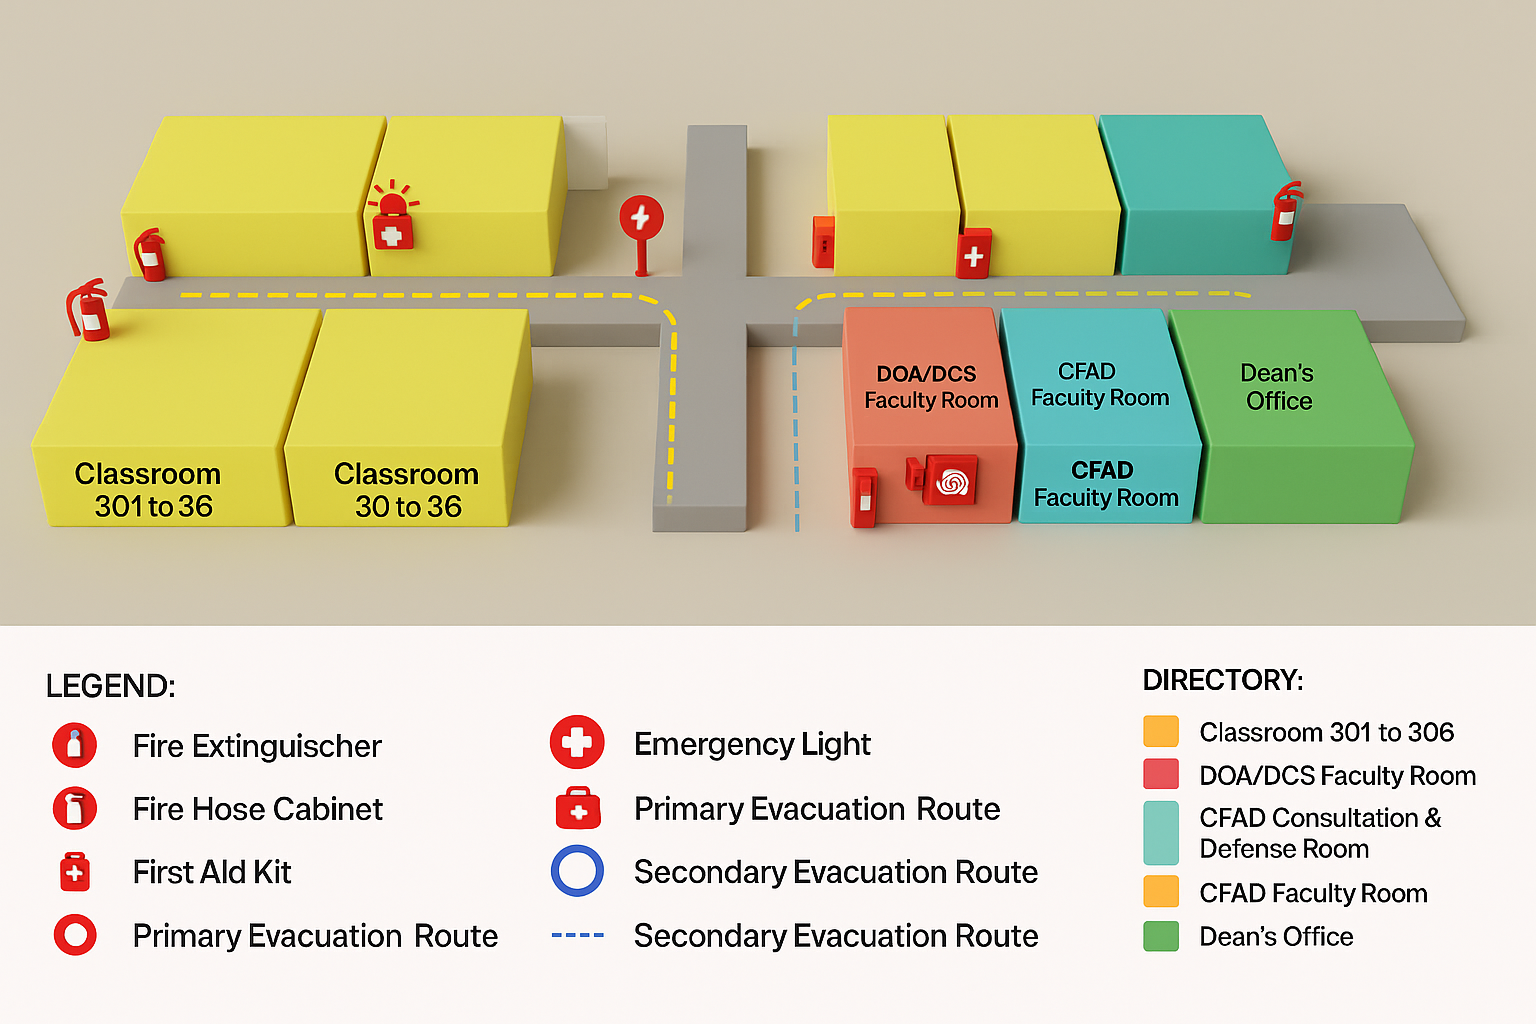 DOA/DCS
Faculty Room
CFAD
Facuity Room
Dean's
Office
Classroom
301 to 36
Classroom
30 to 36
CFAD
Facuity Room
LEGEND:
Fire Extinguischer
Fire Hose Cabinet
First Ald Kit
Primary Evacuation Route
Emergency Light
Primary Evacuation Route
Secondary Evacuation Route
Secondary Evacuation Route
DIRECTORY:
Classroom 301 to 306
DOA/DCS Faculty Room
CFAD Consultation &
Defense Room
CFAD Faculty Room
Dean's Office